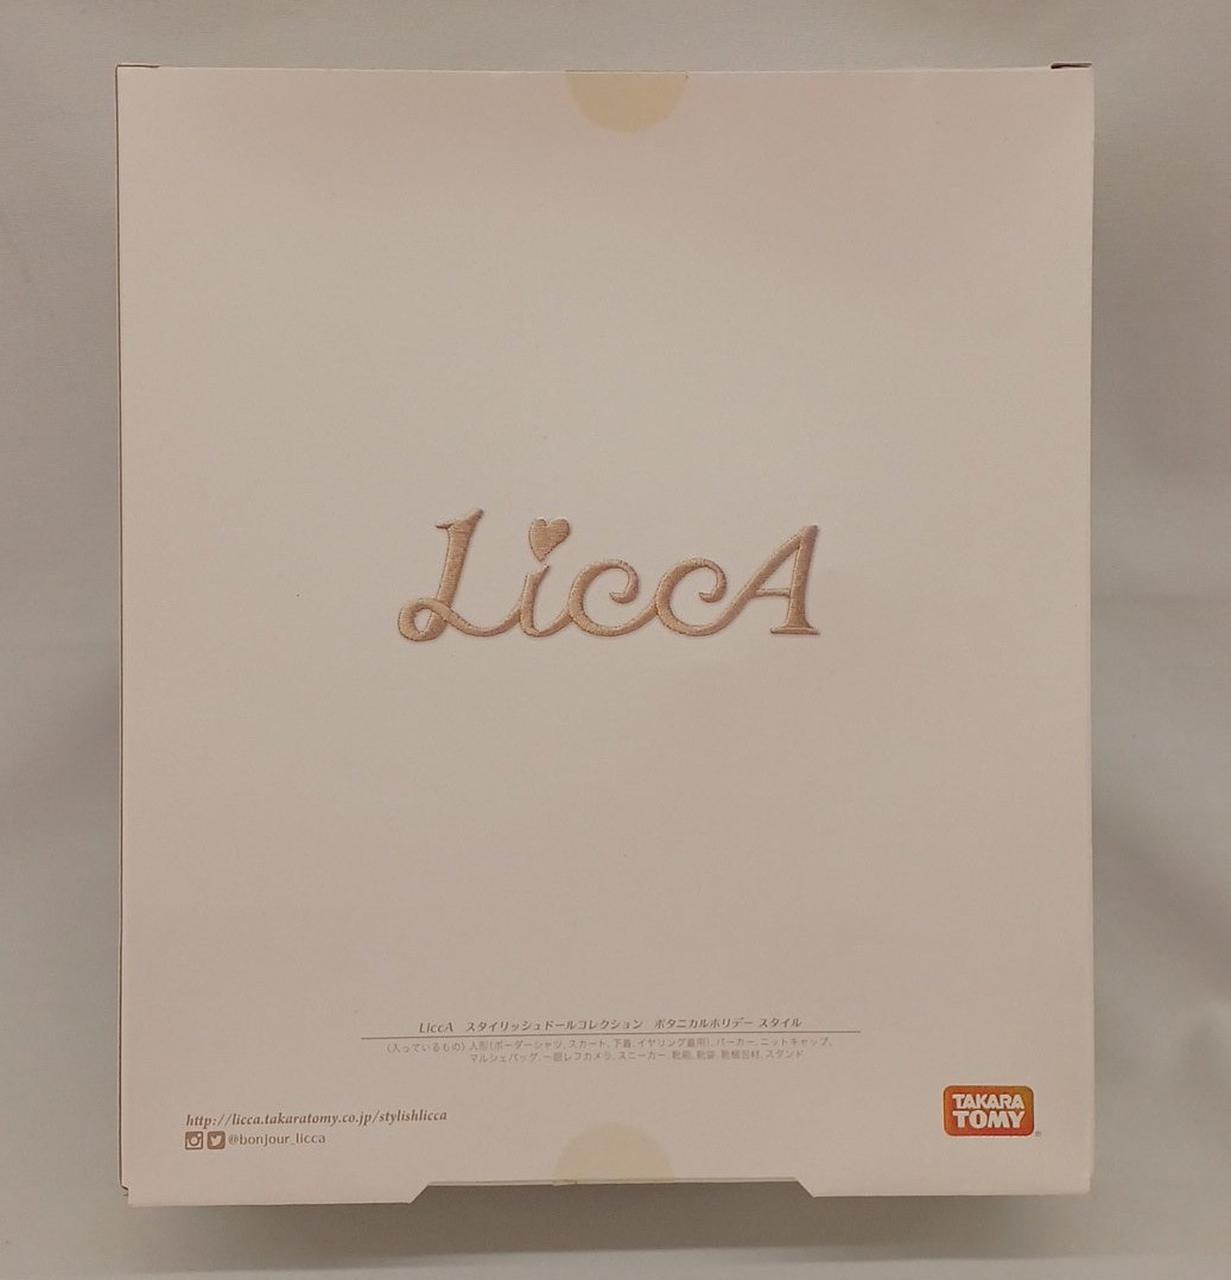 LiccA
LiccA スタイリッシュドールコレクション ボタニカルホリデー スタイル
〈入っているもの〉人形(ボーダーシャツ、スカート、下着、イヤリング着用)、パーカー、ニットキャップ、
マルシェバッグ、一眼レフカメラ、スニーカー、靴箱、靴袋、靴梱包材、スタンド
http://licca.takaratomy.co.jp/stylishlicca
@bonjour_licca
TAKARA
TOMY®